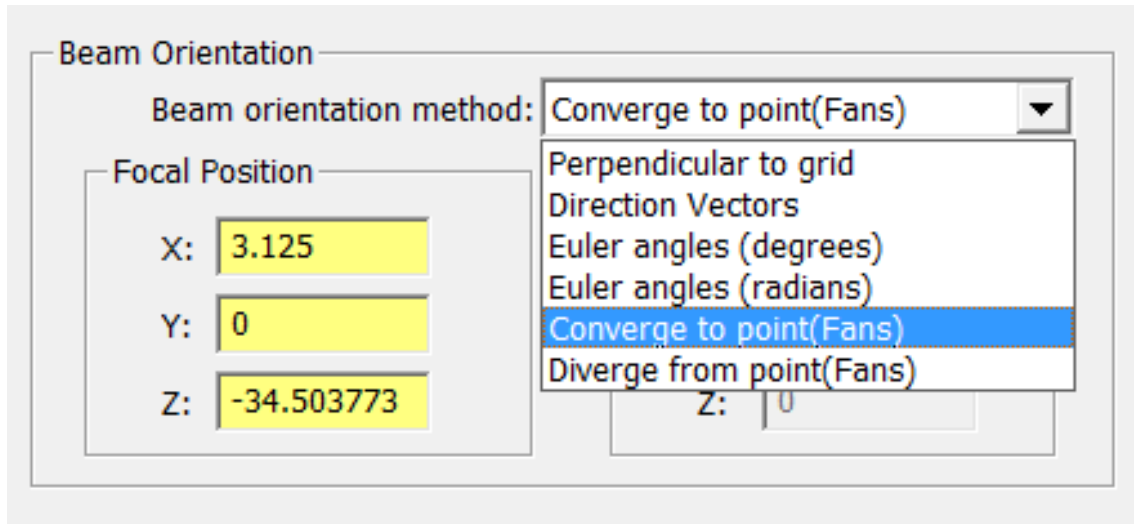 Beam Orientation
Beam orientation method: Converge to point(Fans)
Perpendicular to grid
Direction Vectors
Euler angles (degrees)
Euler angles (radians)
Converge to point(Fans)
Diverge from point(Fans)
Focal Position
X: 3.125
Y: 0
Z: -34.503773
Z: 0